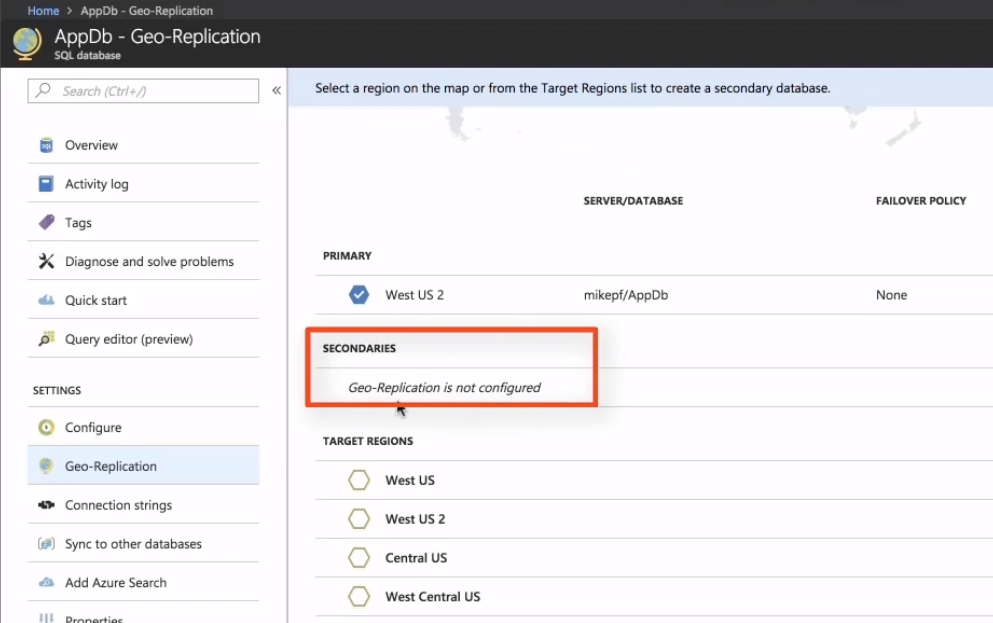 Home > AppDb - Geo-Replication
AppDb - Geo-Replication
SQL database
Search (Ctrl+/)
«
Overview
Activity log
Tags
Diagnose and solve problems
Quick start
Query editor (preview)
SETTINGS
Configure
Geo-Replication
Connection strings
Sync to other databases
Add Azure Search
Properties
Select a region on the map or from the Target Regions list to create a secondary database.
SERVER/DATABASE FAILOVER POLICY
PRIMARY
West US 2 mikepf/AppDb None
SECONDARIES
Geo-Replication is not configured
TARGET REGIONS
West US
West US 2
Central US
West Central US